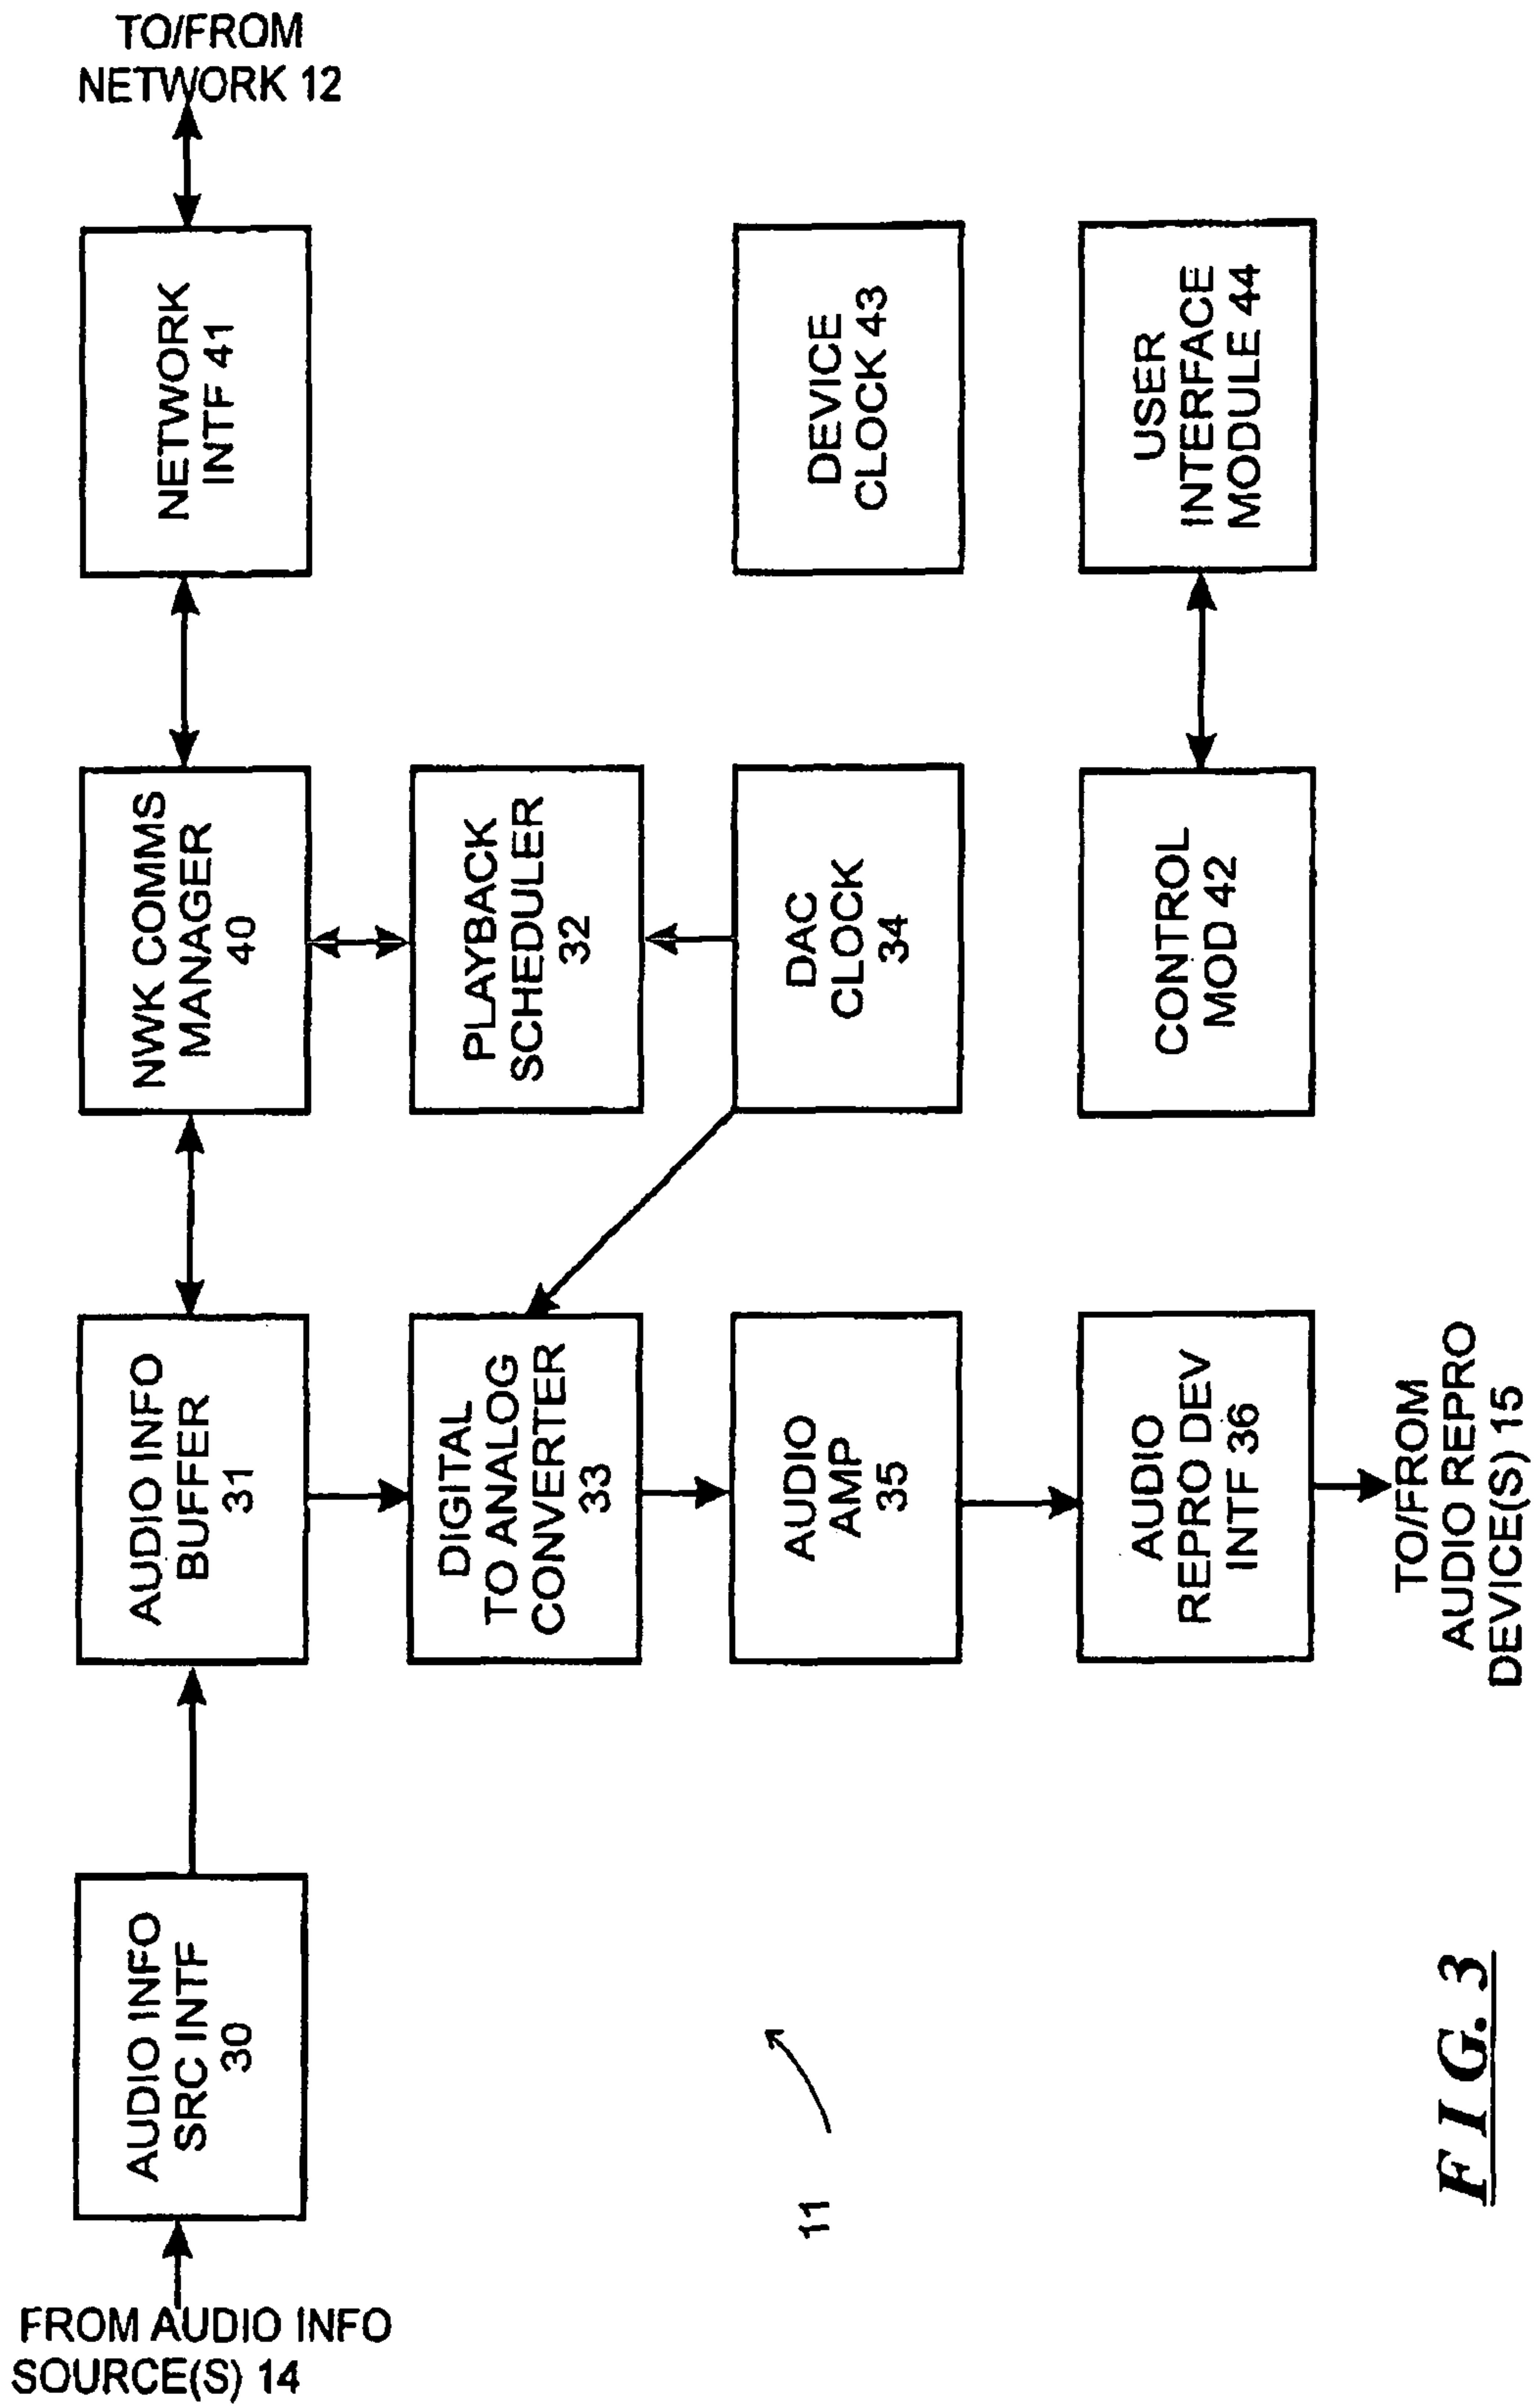 FROM AUDIO INFO
SOURCE(S) 14
AUDIO INFO
SRC INTF
30
AUDIO INFO
BUFFER
31
NWK COMMS
MANAGER
40
NETWORK
INTF 41
TO/FROM
NETWORK 12
DIGITAL
TO ANALOG
CONVERTER
33
PLAYBACK
SCHEDULER
32
11
AUDIO
AMP
35
DAC
CLOCK
34
DEVICE
CLOCK 43
AUDIO
REPRO DEV
INTF 36
CONTROL
MOD 42
USER
INTERFACE
MODULE 44
TO/FROM
AUDIO REPRO
DEVICE(S) 15
FIG. 3